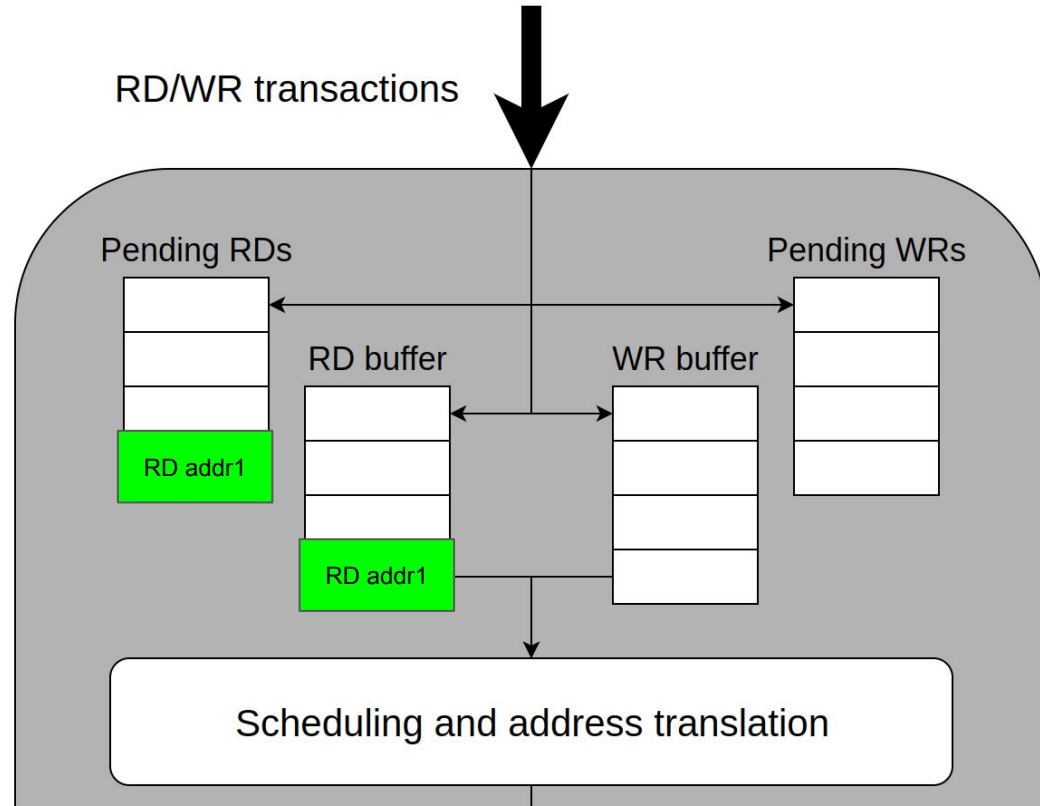 RD/WR transactions
Pending RDs
Pending WRs
RD buffer
WR buffer
RD addr1
RD addr1
Scheduling and address translation